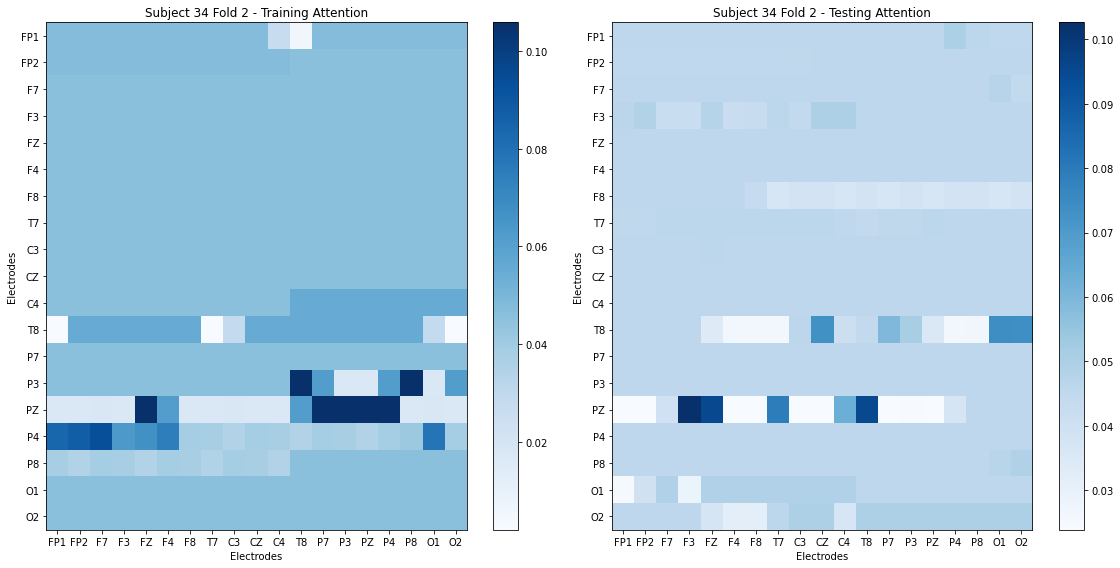 Subject 34 Fold 2 - Training Attention
FP1
FP2
F7
F3
FZ
F4
F8
T7
C3
CZ
C4
T8
P7
P3
PZ
P4
P8
O1
O2
Electrodes
FP1 FP2 F7 F3 FZ F4 F8 T7 C3 CZ C4 T8 P7 P3 PZ P4 P8 O1 O2
Electrodes
0.10
0.08
0.06
0.04
0.02
Subject 34 Fold 2 - Testing Attention
FP1
FP2
F7
F3
FZ
F4
F8
T7
C3
CZ
C4
T8
P7
P3
PZ
P4
P8
O1
O2
Electrodes
FP1 FP2 F7 F3 FZ F4 F8 T7 C3 CZ C4 T8 P7 P3 PZ P4 P8 O1 O2
Electrodes
0.10
0.09
0.08
0.07
0.06
0.05
0.04
0.03